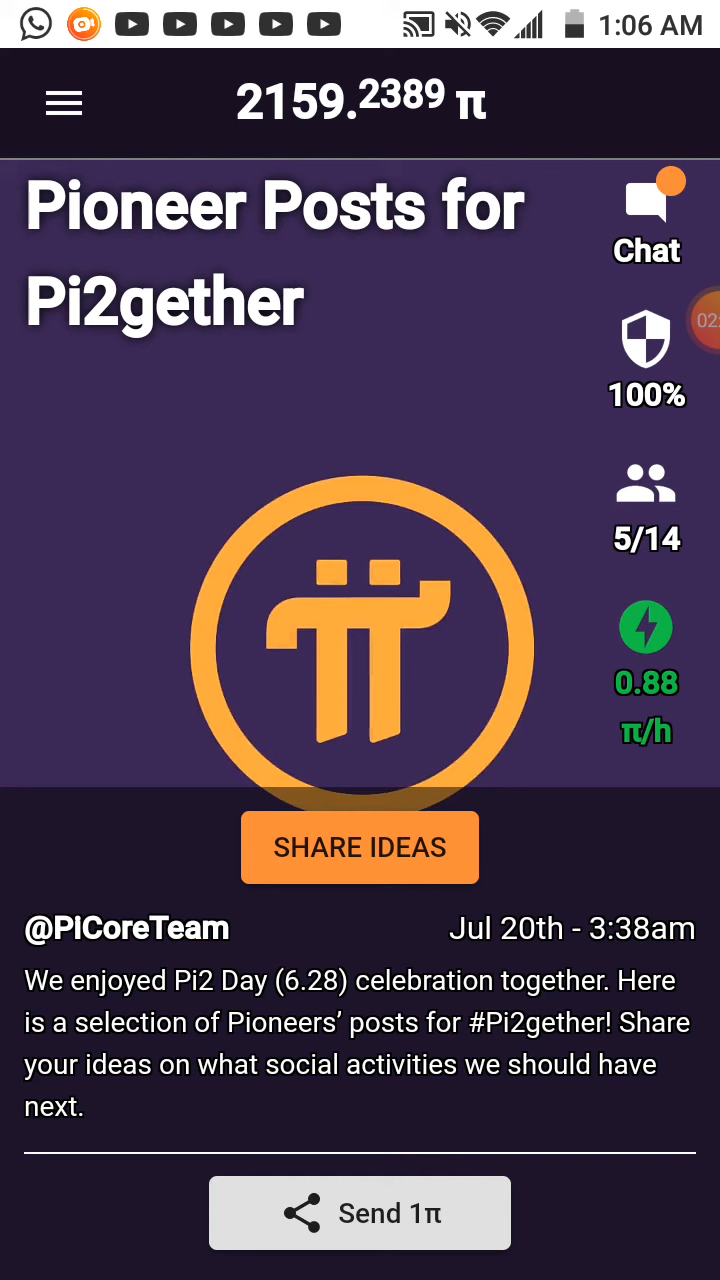 1:06 AM
2159.2389 π
Pioneer Posts for
Pi2gether
Chat
02:
100%
5/14
0.88
π/h
SHARE IDEAS
@PiCoreTeam
Jul 20th - 3:38am
We enjoyed Pi2 Day (6.28) celebration together. Here
is a selection of Pioneers’ posts for #Pi2gether! Share
your ideas on what social activities we should have
next.
Send 1π